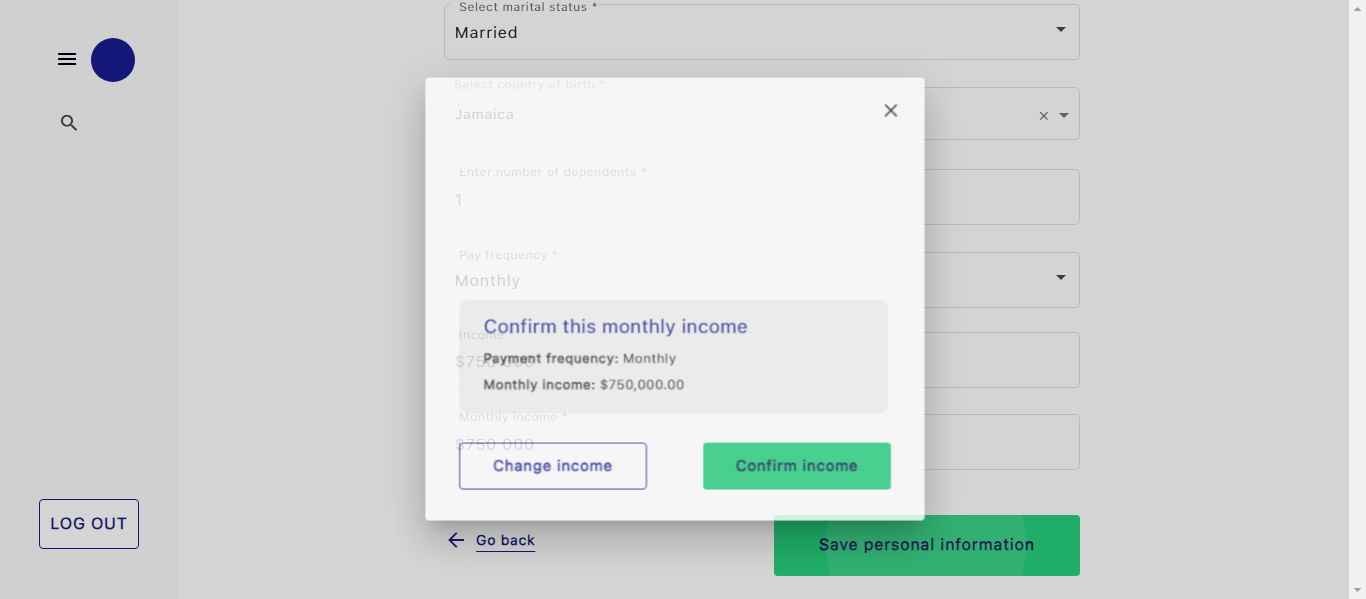 Select marital status *
Married
Select country of birth *
Jamaica
Enter number of dependents *
1
Pay frequency *
Monthly
Confirm this monthly income
Income
Payment frequency: Monthly
$750 000
Monthly income: $750,000.00
Monthly income *
$750 000
Change income
Confirm income
LOG OUT
Go back
Save personal information